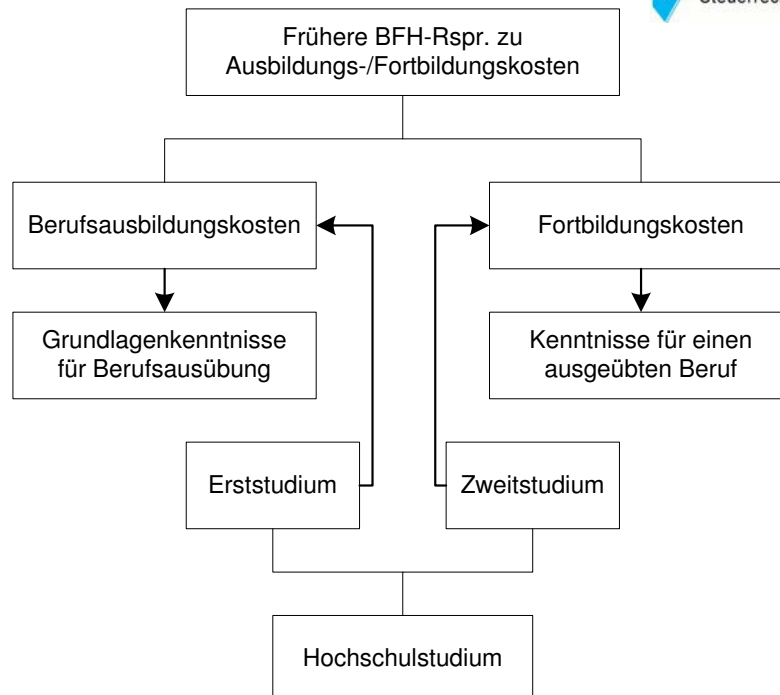 Steuerrec
Frühere BFH-Rspr. zu
Ausbildungs-/Fortbildungskosten
Berufsausbildungskosten
Fortbildungskosten
Grundlagenkenntnisse
für Berufsausübung
Kenntnisse für einen
ausgeübten Beruf
Erststudium
Zweitstudium
Hochschulstudium